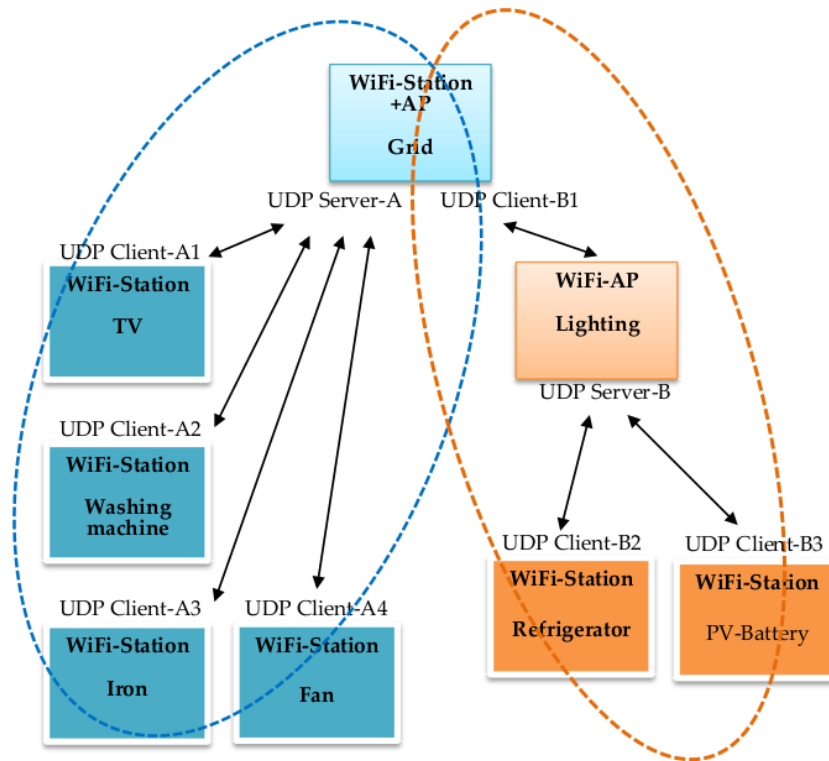 WiFi-Station
+AP
Grid
UDP Server-A
UDP Client-B1
UDP Client-A1
WiFi-Station
TV
WiFi-AP
Lighting
UDP Server-B
UDP Client-A2
WiFi-Station
Washing
machine
UDP Client-B2
WiFi-Station
Refrigerator
UDP Client-B3
WiFi-Station
PV-Battery
UDP Client-A3
WiFi-Station
Iron
UDP Client-A4
WiFi-Station
Fan